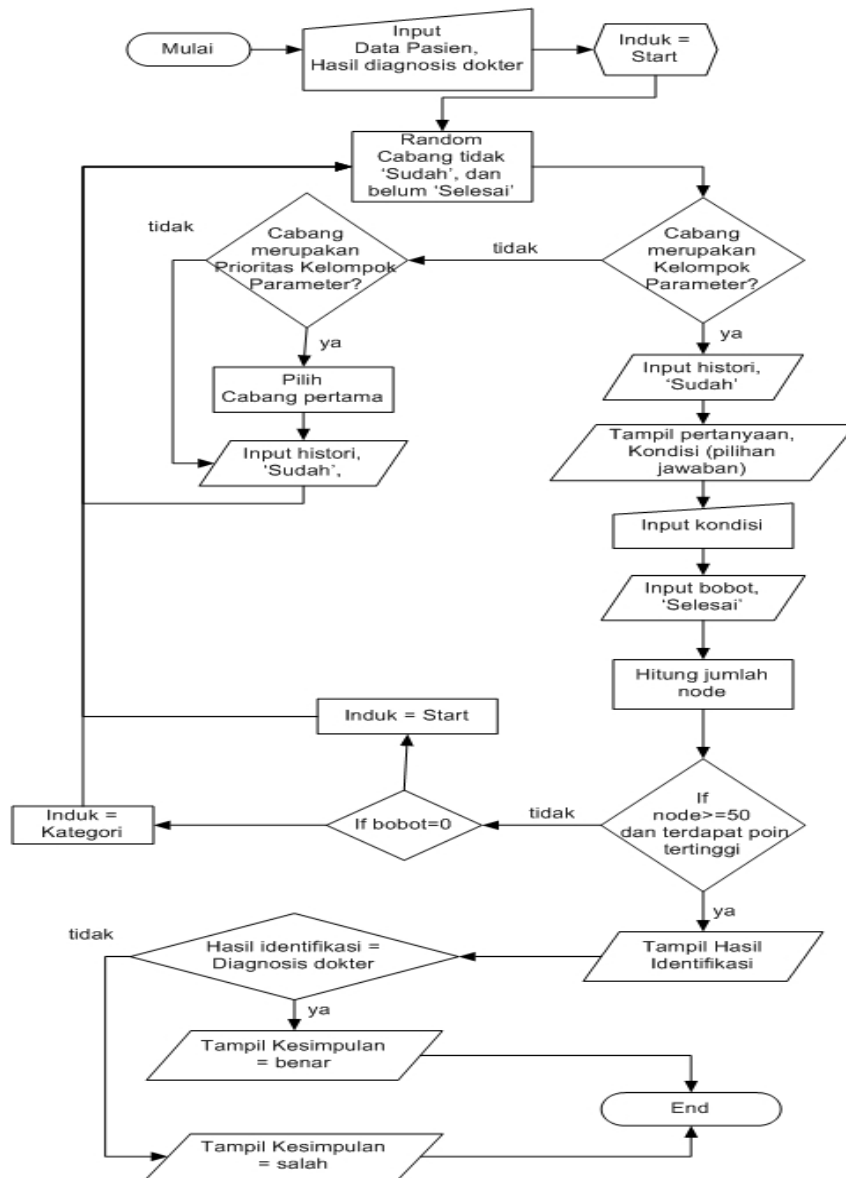 Mulai
Input
Data Pasien,
Hasil diagnosis dokter
Induk =
Start
Random
Cabang tidak
‘Sudah’, dan
belum ‘Selesai’
tidak
Cabang
merupakan
Prioritas Kelompok
Parameter?
tidak
Cabang
merupakan
Kelompok
Parameter?
ya
ya
Pilih
Cabang pertama
Input histori,
‘Sudah’
Input histori,
‘Sudah’,
Tampil pertanyaan,
Kondisi (pilihan
jawaban)
Input kondisi
Input bobot,
‘Selesai’
Hitung jumlah
node
Induk = Start
Induk =
Kategori
If bobot=0
tidak
If
node>=50
dan terdapat poin
tertinggi
ya
tidak
Hasil identifikasi =
Diagnosis dokter
Tampil Hasil
Identifikasi
ya
Tampil Kesimpulan
= benar
End
Tampil Kesimpulan
= salah